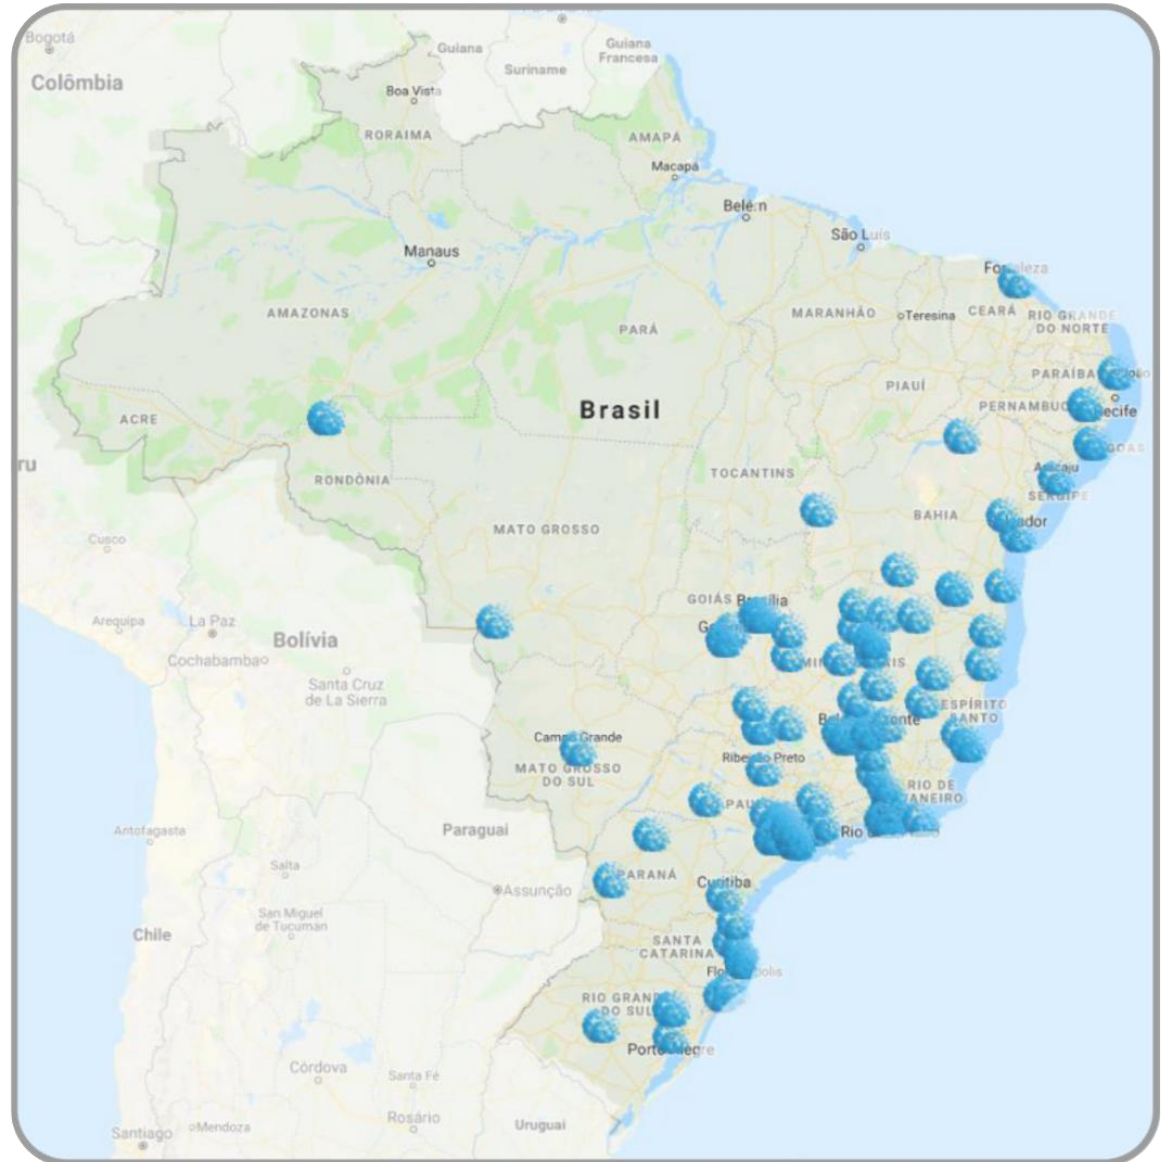 Bogotá
Colômbia
Guiana
Suriname
Guiana
Francesa
Boa Vista
RORAIMA
AMAPÁ
Macapá
Belém
São Luís
Manaus
Fortaleza
AMAZONAS
PARÁ
MARANHÃO
Teresina
CEARÁ
RIO GRANDE
DO NORTE
PARAÍBA
PIAUÍ
Brasil
PERNAMBUCO
Recife
ACRE
RONDÔNIA
TOCANTINS
Aracaju
SERGIPE
MATO GROSSO
BAHIA
Cusco
GOIÁS
Brasília
Arequipa
La Paz
Bolívia
Cochabamba
Santa Cruz
de La Sierra
ESPÍRITO
SANTO
Campo Grande
MATO GROSSO
DO SUL
Ribeirão Preto
RIO DE
JANEIRO
Antofagasta
Paraguai
Rio
Salta
PARANÁ
Curitiba
Assunção
San Miguel
de Tucumán
Chile
SANTA
CATARINA
RIO GRANDE
DO SUL
Porto Alegre
Córdova
Santa Fé
Rosário
Mendoza
Uruguai
Santiago